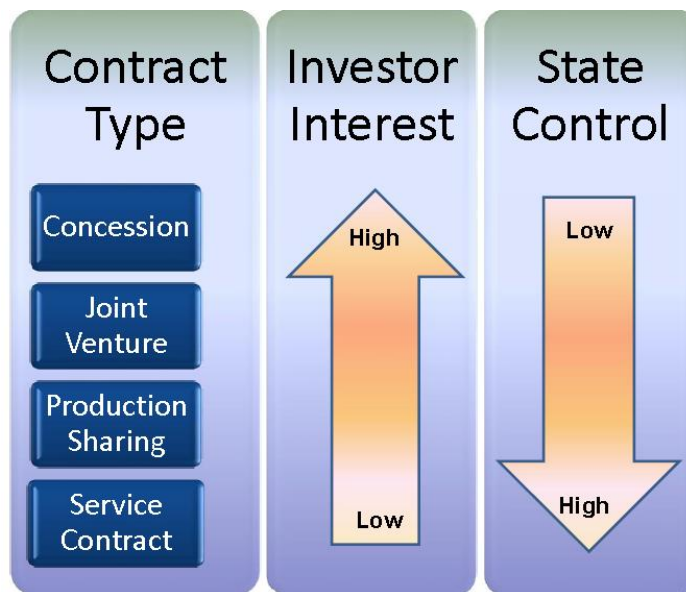 Contract
Type
Concession
Joint
Venture
Production
Sharing
Service
Contract
Investor
Interest
High
Low
State
Control
Low
High